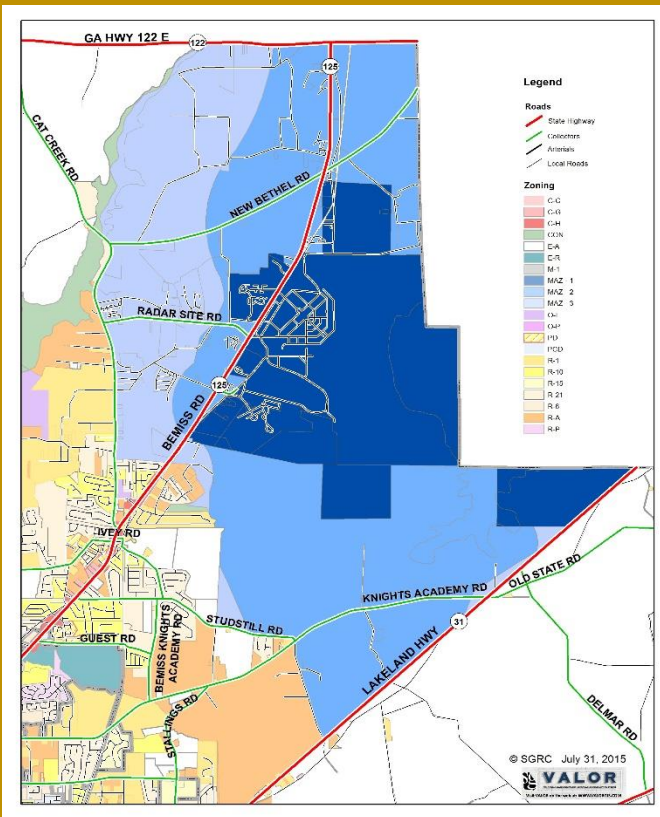 GA HWY 122 E
122
125
CAT CREEK RD
NEW BETHEL RD
RADAR SITE RD
125
BEMISS RD
IVEY RD
GUEST RD
BEMISS KNIGHTS
ACADEMY RD
STUDSTILL RD
STALLINGS RD
KNIGHTS ACADEMY RD
OLD STATE RD
31
LAKELAND HWY
DELMAR RD
Legend
Roads
State Highway
Collectors
Arterials
Local Roads
Zoning
C-C
C-G
C-H
CON
E-A
E-R
M-1
MAZ - 1
MAZ - 2
MAZ - 3
O-I
O-P
PD
R-1
R-10
R-15
R-21
R-6
R-A
R-P
© SGRC July 31, 2015
VALOR